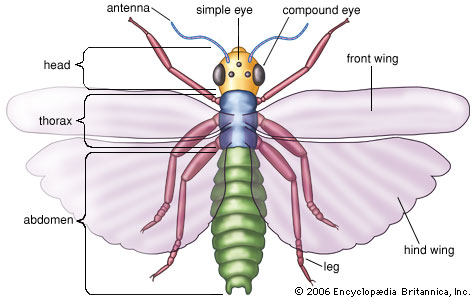 antenna
simple eye
compound eye
head
front wing
thorax
abdomen
hind wing
leg
© 2006 Encyclopædia Britannica, Inc.